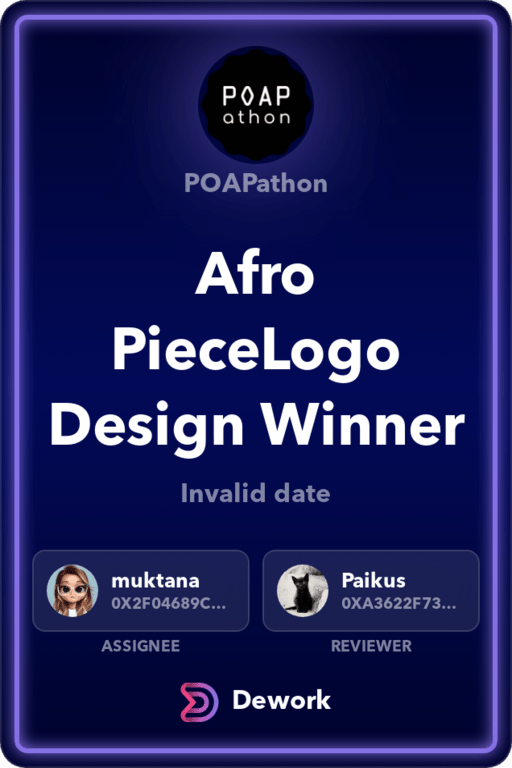 POAP
athon
POAPathon
Afro
PieceLogo
Design Winner
Invalid date
muktana
0X2F04689C...
Paikus
0XA3622F73...
ASSIGNEE
REVIEWER
Dework